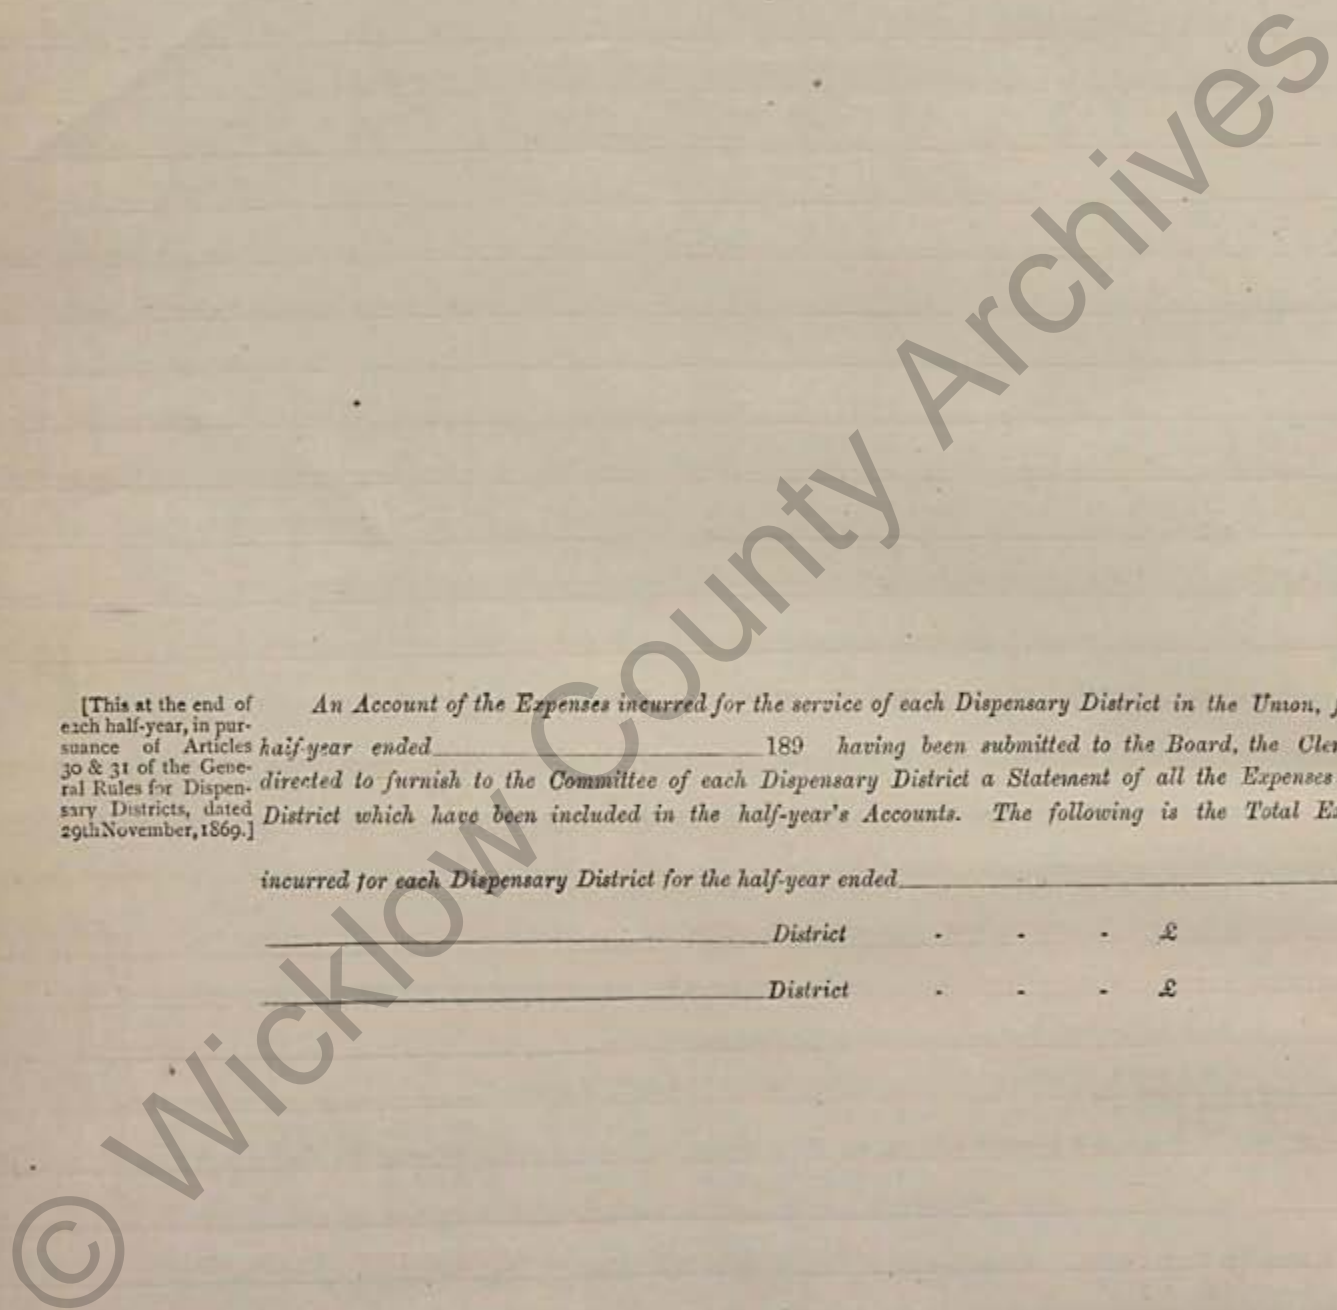 [This at the end of
each half-year, in pur-
suance of Articles
30 & 31 of the Gene-
ral Rules for Dispen-
sary Districts, dated
29th November, 1869.]
An Account of the Expenses incurred for the service of each Dispensary District in the Union,
half-year ended 189 having been submitted to the Board, the
directed to furnish to the Committee of each Dispensary District a Statement of all the Expenses
District which have been included in the half-year's Accounts. The following is the Total
incurred for each Dispensary District for the half-year ended
District - - - £
District - - - £
© Wicklow County Archives